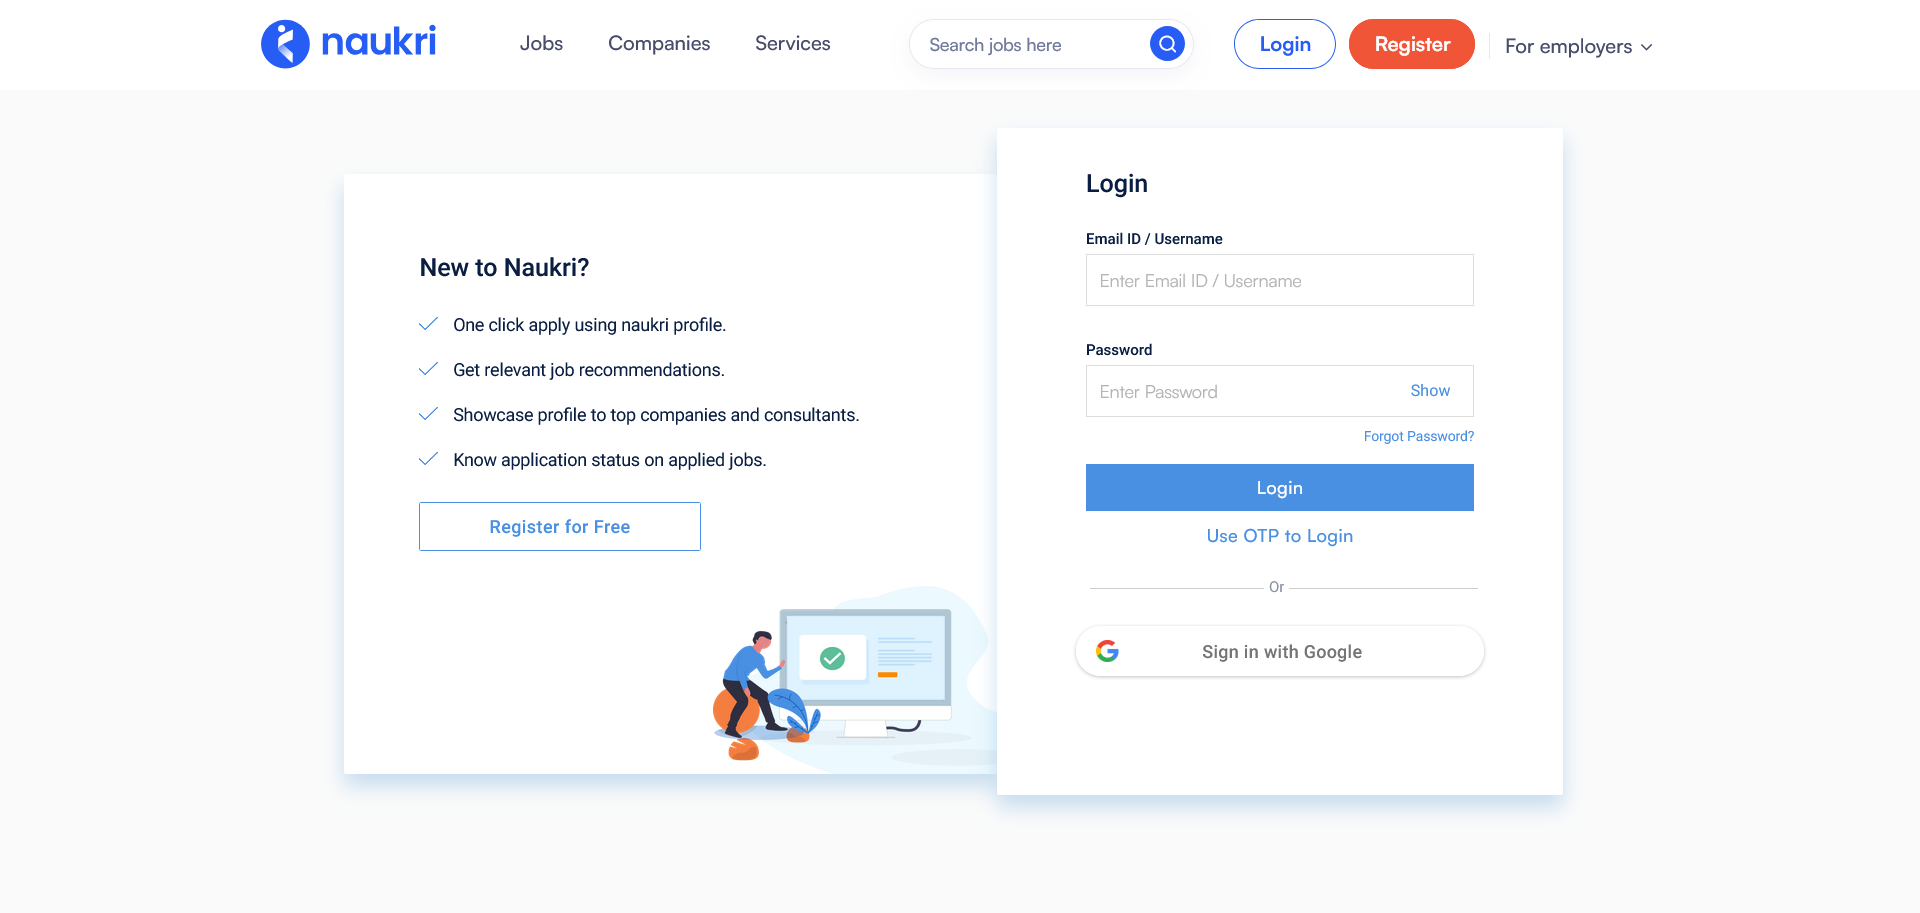 naukri
Jobs
Companies
Services
Search jobs here
Login
Register
For employers
New to Naukri?
One click apply using naukri profile.
Get relevant job recommendations.
Showcase profile to top companies and consultants.
Know application status on applied jobs.
Register for Free
Login
Email ID / Username
Enter Email ID / Username
Password
Enter Password
Show
Forgot Password?
Login
Use OTP to Login
Or
Sign in with Google